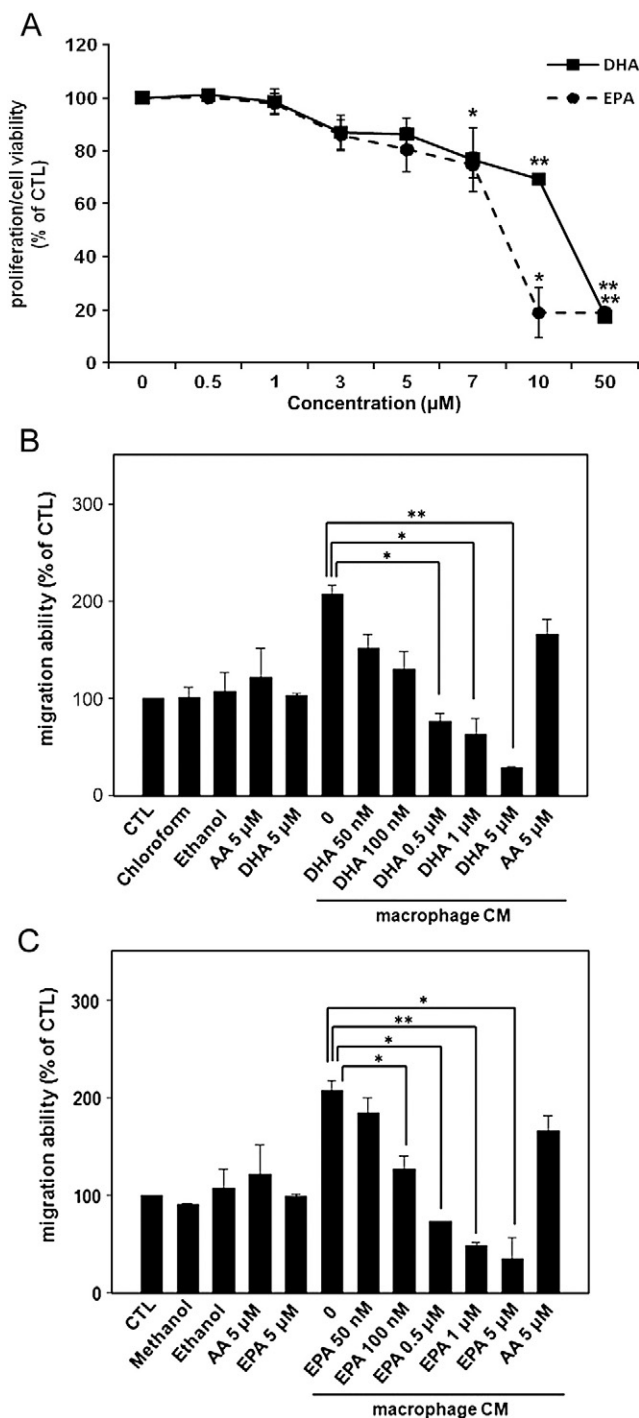 A
120
100
80
60
40
20
0
proliferation/cell viability
(% of CTL)
DHA
EPA
*
**
*
**
**
0 0.5 1 3 5 7 10 50
Concentration (µM)
B
300
200
100
0
migration ability (% of CTL)
**
*
*
CTL
Chloroform
Ethanol
AA 5 µM
DHA 5 µM
0
DHA 50 nM
DHA 100 nM
DHA 0.5 µM
DHA 1 µM
DHA 5 µM
AA 5 µM
macrophage CM
C
300
200
100
0
migration ability (% of CTL)
*
**
*
*
CTL
Methanol
Ethanol
AA 5 µM
EPA 5 µM
0
EPA 50 nM
EPA 100 nM
EPA 0.5 µM
EPA 1 µM
EPA 5 µM
AA 5 µM
macrophage CM